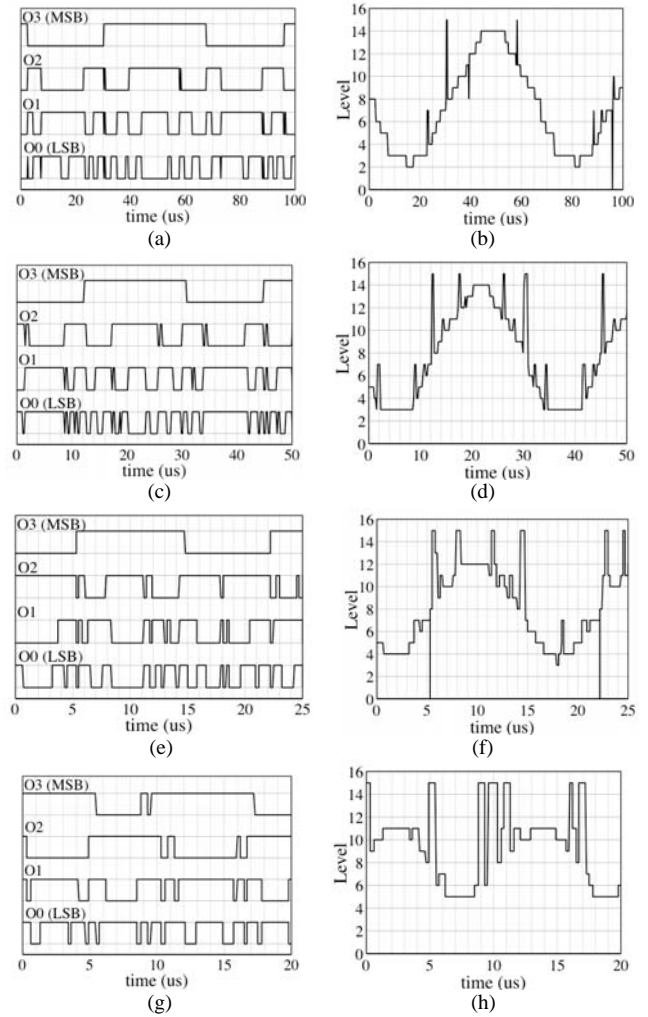 O3 (MSB)
O2
O1
O0 (LSB)
0 20 40 60 80 100
time (us)
(a)
16
14
12
10
8
6
4
2
0
Level
0 20 40 60 80 100
time (us)
(b)
O3 (MSB)
O2
O1
O0 (LSB)
0 10 20 30 40 50
time (us)
(c)
16
14
12
10
8
6
4
2
0
Level
0 10 20 30 40 50
time (us)
(d)
O3 (MSB)
O2
O1
O0 (LSB)
0 5 10 15 20 25
time (us)
(e)
16
14
12
10
8
6
4
2
0
Level
0 5 10 15 20 25
time (us)
(f)
O3 (MSB)
O2
O1
O0 (LSB)
0 5 10 15 20
time (us)
(g)
16
14
12
10
8
6
4
2
0
Level
0 5 10 15 20
time (us)
(h)